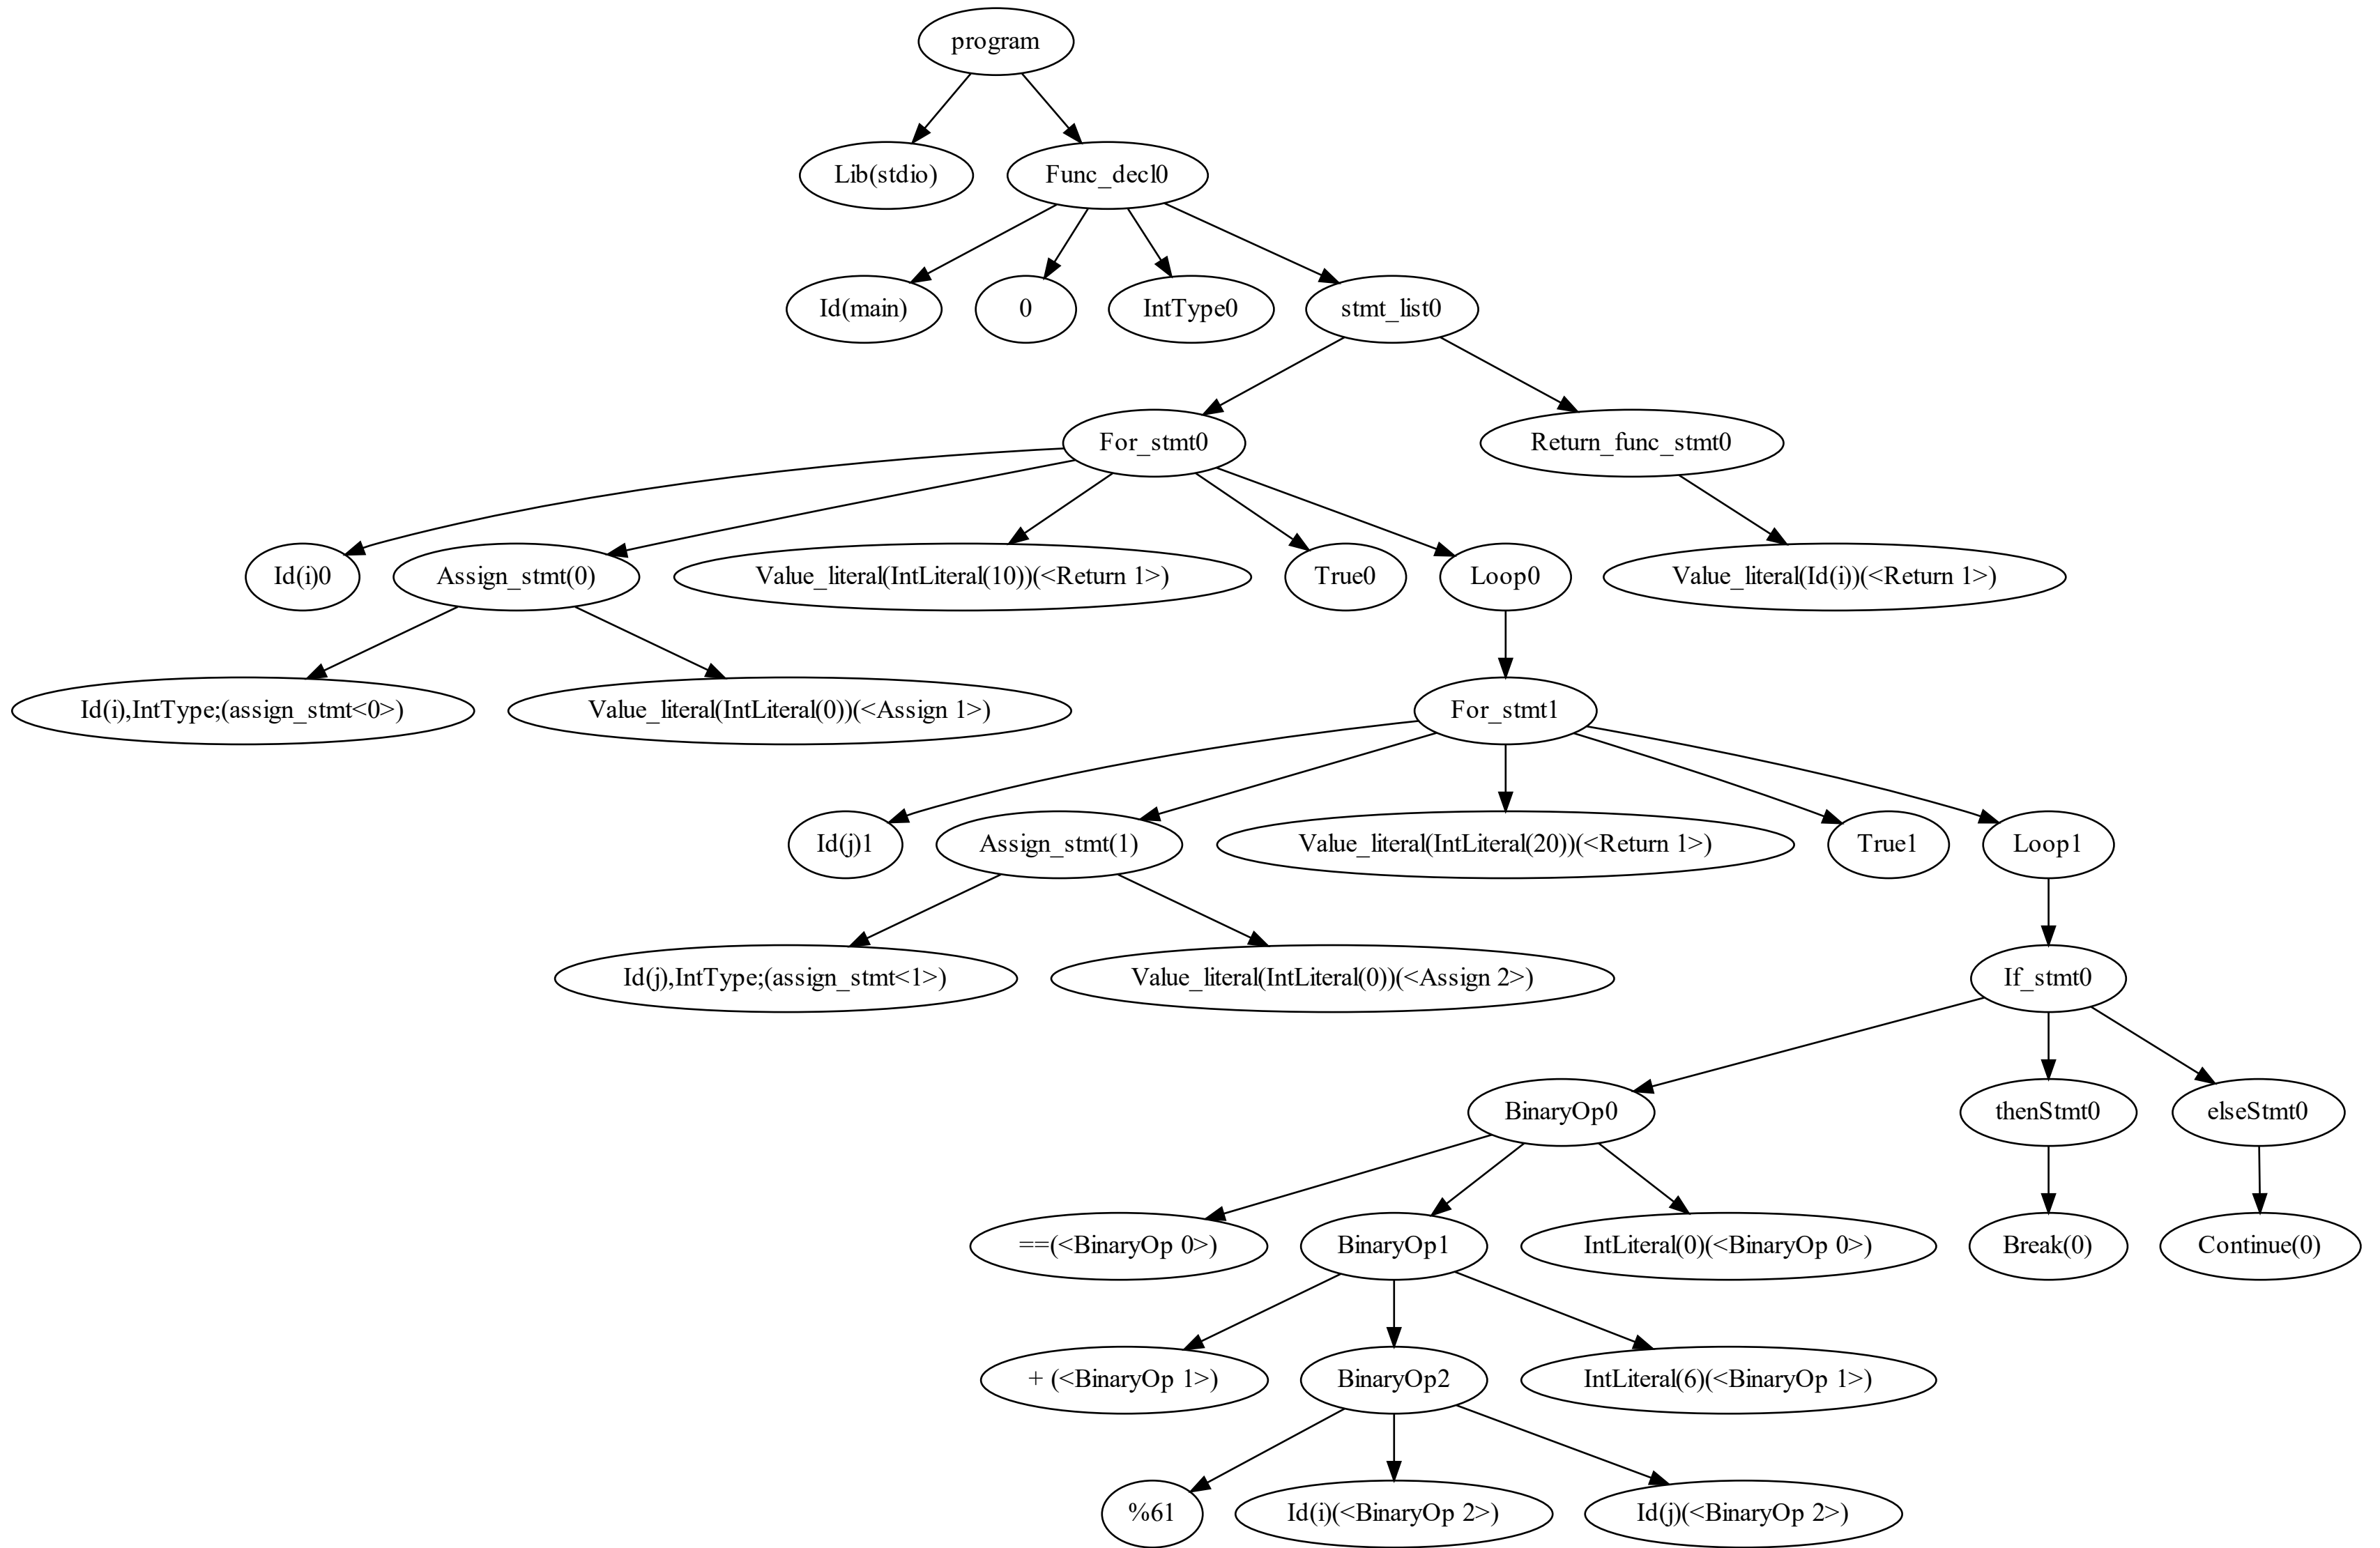 program
Lib(stdio)
Func_decl0
Id(main)
0
IntType0
stmt_list0
For_stmt0
Return_func_stmt0
Id(i)0
Assign_stmt(0)
Value_literal(IntLiteral(10))(<Return 1>)
True0
Loop0
Value_literal(Id(i))(<Return 1>)
Id(i),IntType;(assign_stmt<0>)
Value_literal(IntLiteral(0))(<Assign 1>)
For_stmt1
Id(j)1
Assign_stmt(1)
Value_literal(IntLiteral(20))(<Return 1>)
True1
Loop1
Id(j),IntType;(assign_stmt<1>)
Value_literal(IntLiteral(0))(<Assign 2>)
If_stmt0
BinaryOp0
thenStmt0
elseStmt0
==(<BinaryOp 0>)
BinaryOp1
IntLiteral(0)(<BinaryOp 0>)
Break(0)
Continue(0)
+ (<BinaryOp 1>)
BinaryOp2
IntLiteral(6)(<BinaryOp 1>)
%61
Id(i)(<BinaryOp 2>)
Id(j)(<BinaryOp 2>)